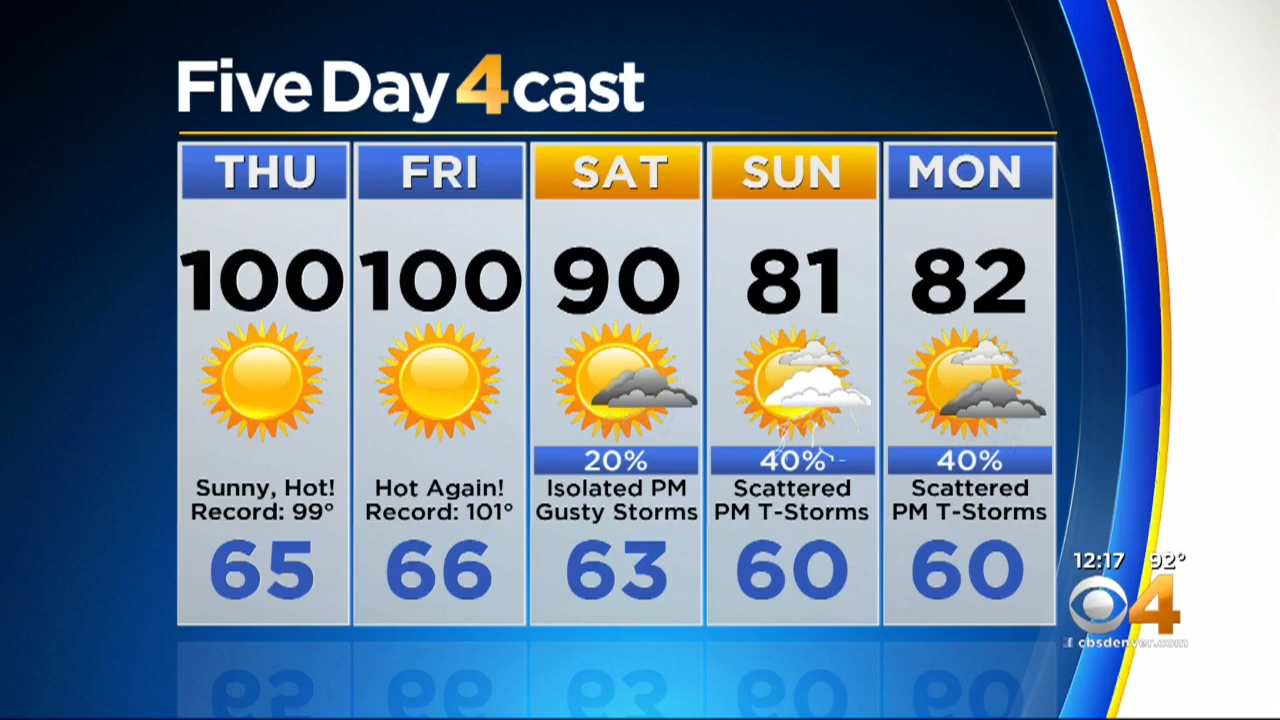 Five Day 4cast
THU FRI SAT SUN MON
100 100 90 81 82
20% 40% 40%
Sunny, Hot! Hot Again! Isolated PM Scattered Scattered
Record: 99° Record: 101° Gusty Storms PM T-Storms PM T-Storms
65 66 63 60 60
12:17 92°
4
cbsdenver.com